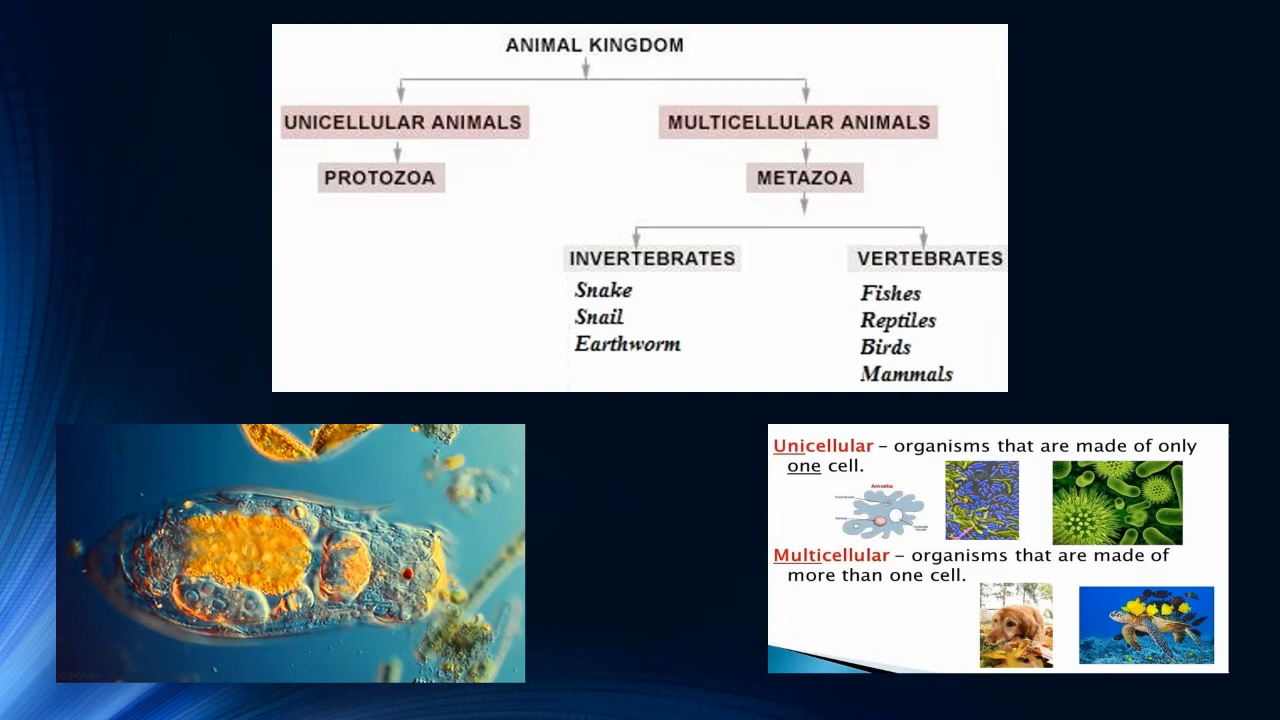 ANIMAL KINGDOM
UNICELLULAR ANIMALS
MULTICELLULAR ANIMALS
PROTOZOA
METAZOA
INVERTEBRATES
VERTEBRATES
Snake
Snail
Earthworm
Fishes
Reptiles
Birds
Mammals
Unicellular – organisms that are made of only
one cell.
Amoeba
Multicellular – organisms that are made of
more than one cell.